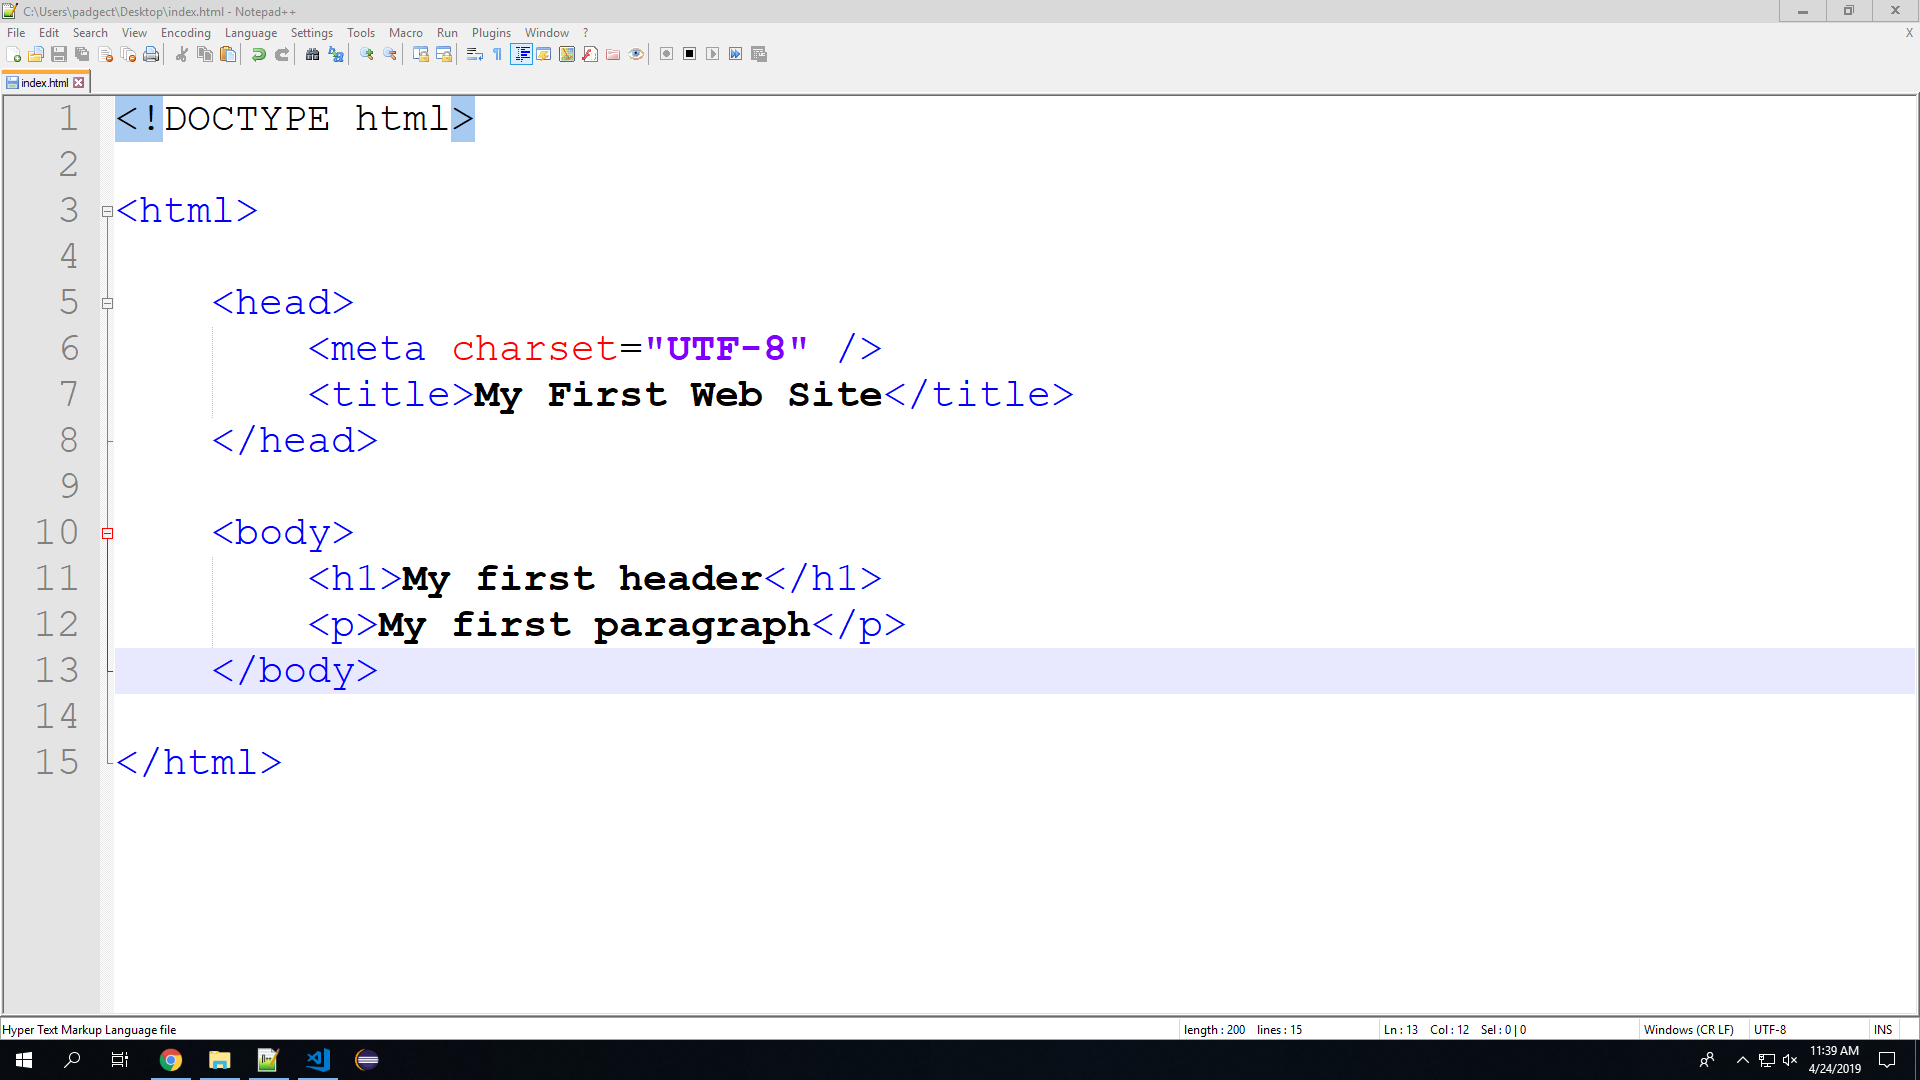 C:\Users\padgect\Desktop\index.html - Notepad++
File Edit Search View Encoding Language Settings Tools Macro Run Plugins Window ? X
index.html
1 <!DOCTYPE html>
2
3 <html>
4
5 <head>
6 <meta charset="UTF-8" />
7 <title>My First Web Site</title>
8 </head>
9
10 <body>
11 <h1>My first header</h1>
12 <p>My first paragraph</p>
13 </body>
14
15 </html>
Hyper Text Markup Language file length : 200 lines : 15 Ln : 13 Col : 12 Sel : 0 | 0 Windows (CR LF) UTF-8 INS
11:39 AM
4/24/2019